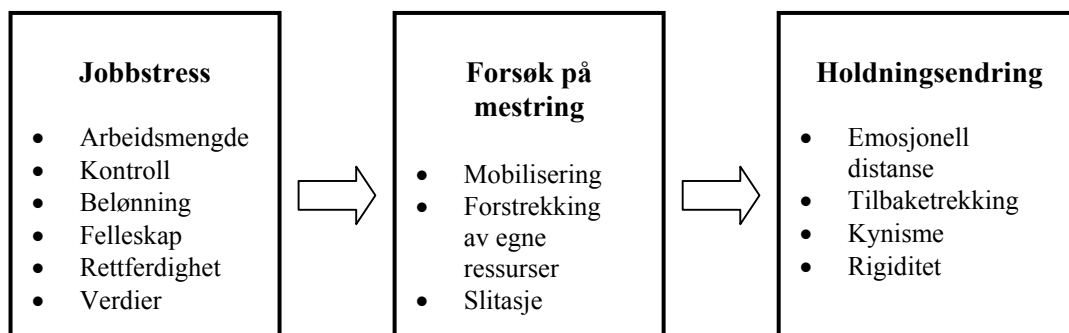 Jobbstress
• Arbeidsmengde
• Kontroll
• Belønning
• Felleskap
• Rettferdighet
• Verdier
Forsøk på
mestring
• Mobilisering
• Forstrekking
av egne
ressurser
• Slitasje
Holdningsendring
• Emosjonell
distanse
• Tilbaketrekking
• Kynisme
• Rigiditet